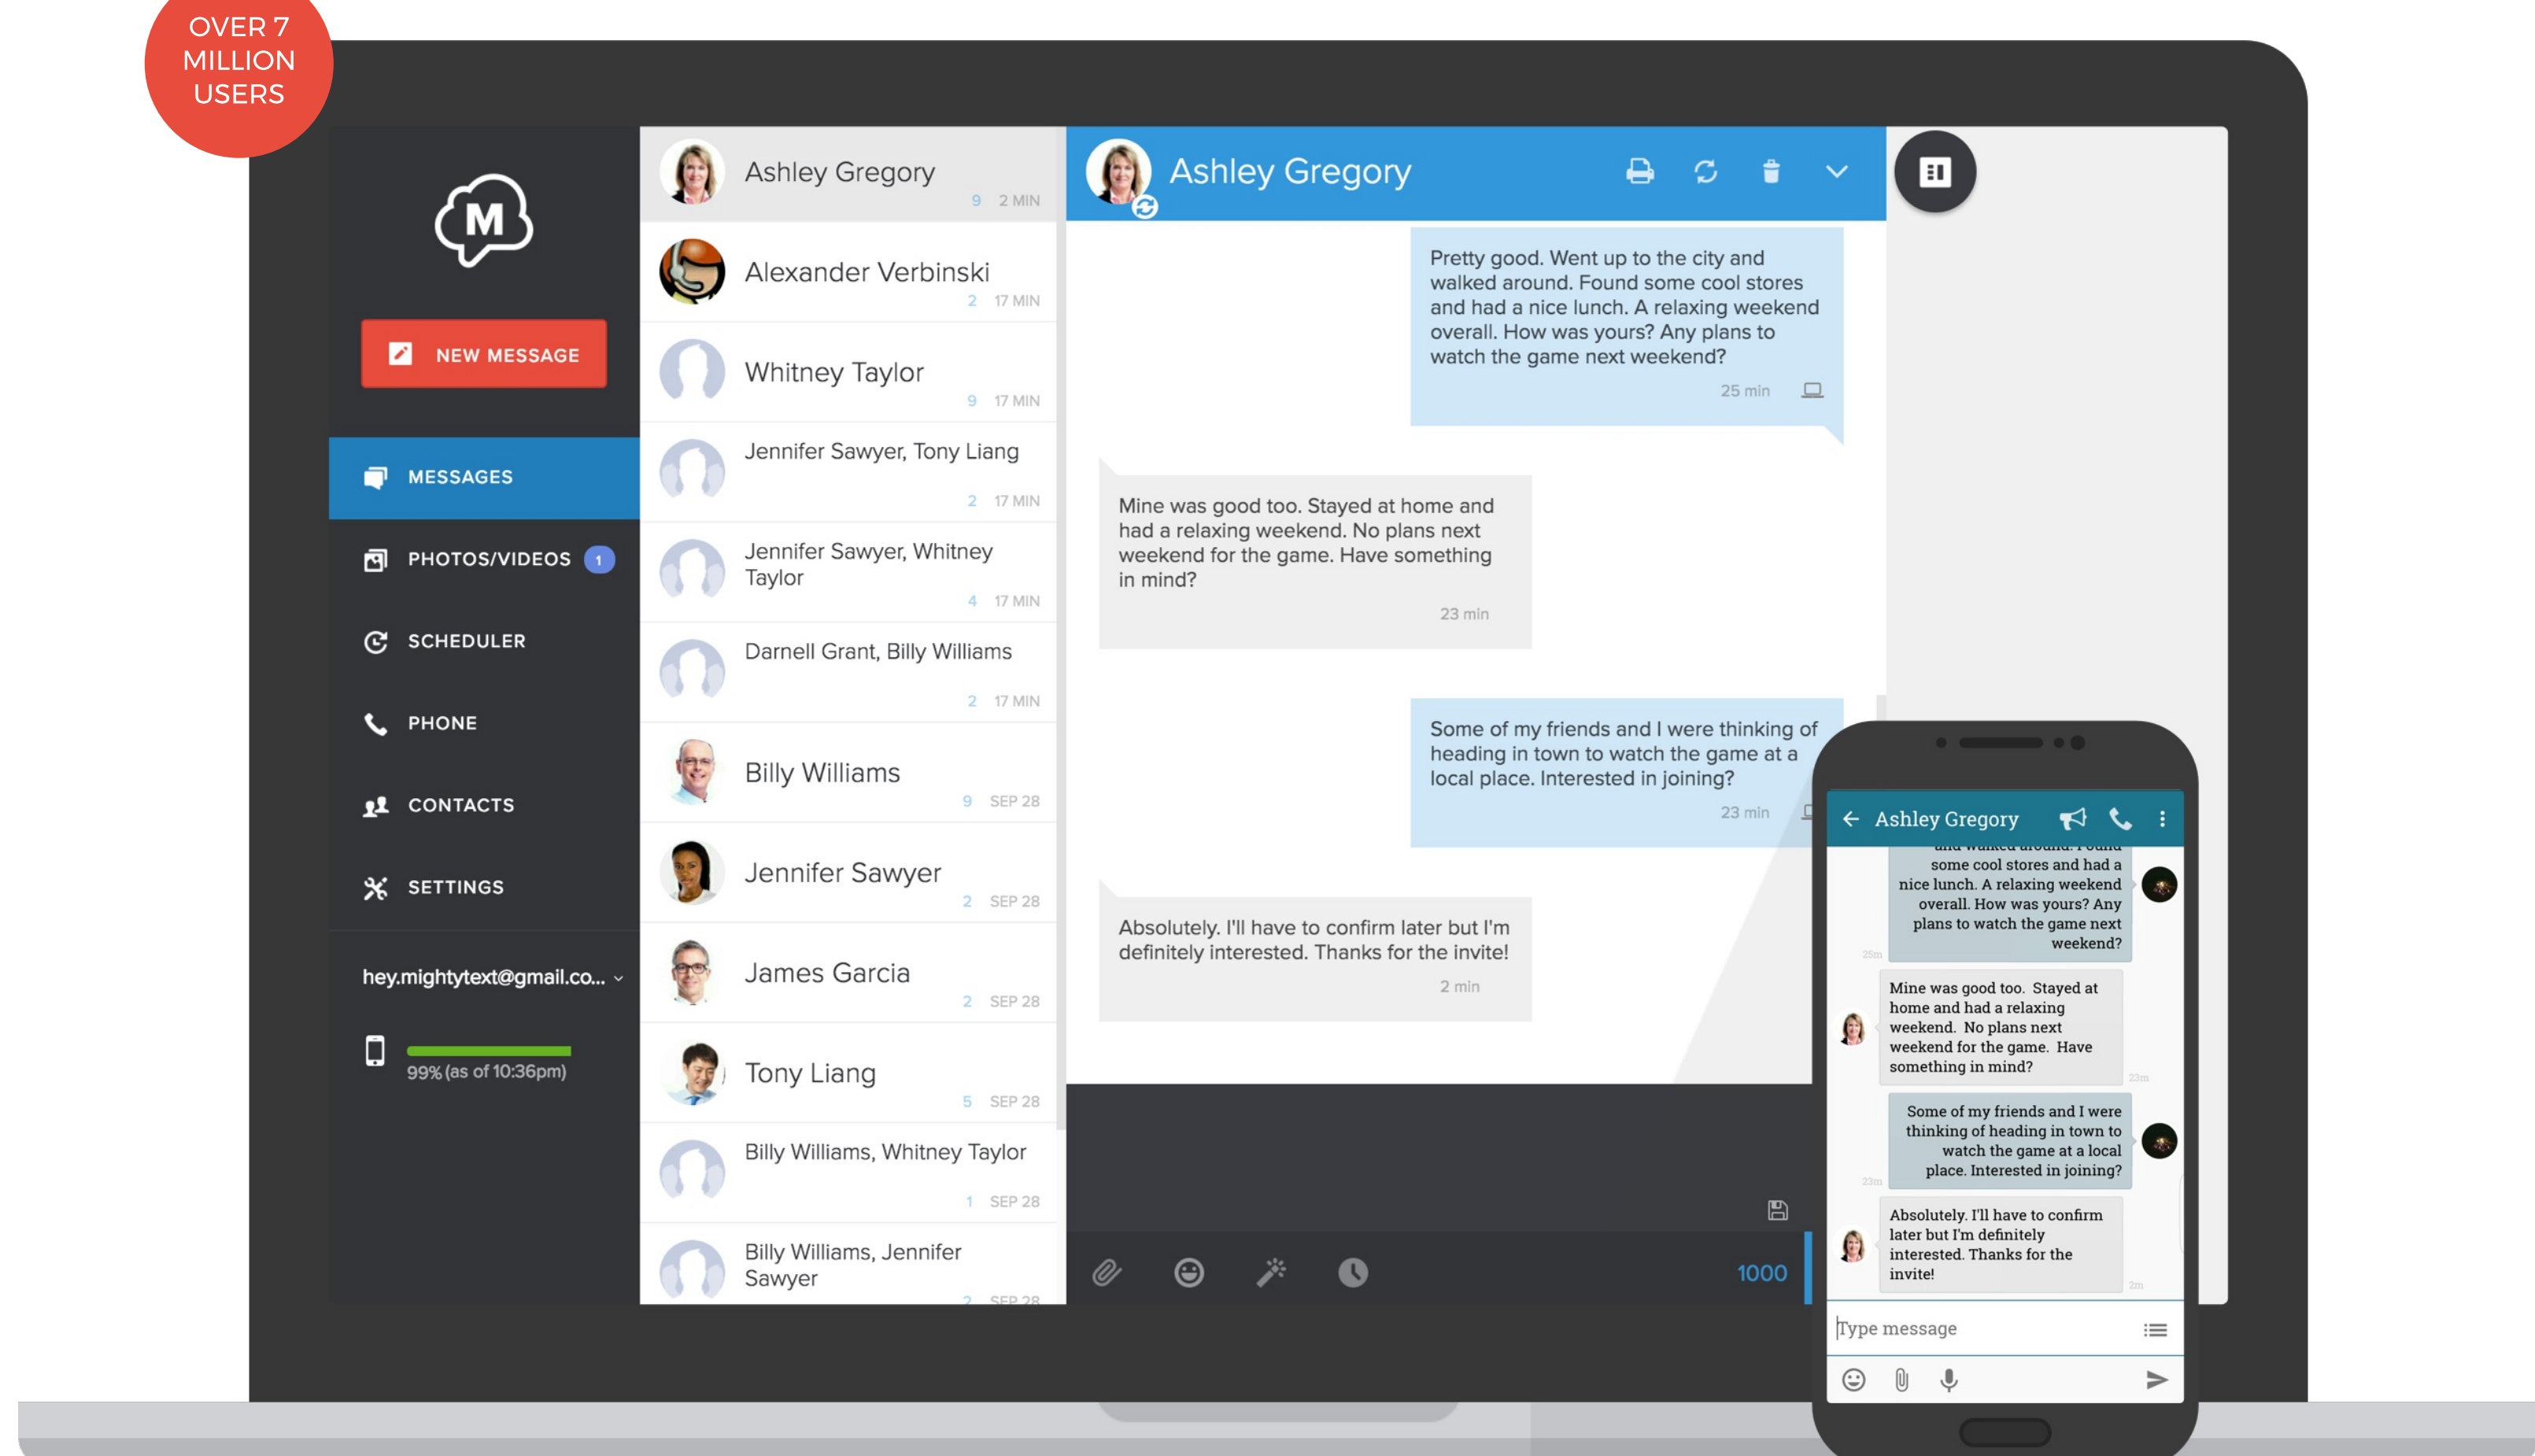 OVER 7
MILLION
USERS
M
NEW MESSAGE
MESSAGES
PHOTOS/VIDEOS 1
SCHEDULER
PHONE
CONTACTS
SETTINGS
hey.mightytext@gmail.co...
99% (as of 10:36pm)
Ashley Gregory
9 2 MIN
Alexander Verbinski
2 17 MIN
Whitney Taylor
9 17 MIN
Jennifer Sawyer, Tony Liang
2 17 MIN
Jennifer Sawyer, Whitney
Taylor
4 17 MIN
Darnell Grant, Billy Williams
2 17 MIN
Billy Williams
9 SEP 28
Jennifer Sawyer
2 SEP 28
James Garcia
2 SEP 28
Tony Liang
5 SEP 28
Billy Williams, Whitney Taylor
1 SEP 28
Billy Williams, Jennifer
Sawyer
2 SEP 28
Ashley Gregory
Pretty good. Went up to the city and
walked around. Found some cool stores
and had a nice lunch. A relaxing weekend
overall. How was yours? Any plans to
watch the game next weekend?
25 min
Mine was good too. Stayed at home and
had a relaxing weekend. No plans next
weekend for the game. Have something
in mind?
23 min
Some of my friends and I were thinking of
heading in town to watch the game at a
local place. Interested in joining?
23 min
Absolutely. I'll have to confirm later but I'm
definitely interested. Thanks for the invite!
2 min
1000
Ashley Gregory
and walked around. Found
some cool stores and had a
nice lunch. A relaxing weekend
overall. How was yours? Any
plans to watch the game next
weekend?
25m
Mine was good too. Stayed at
home and had a relaxing
weekend. No plans next
weekend for the game. Have
something in mind?
23m
Some of my friends and I were
thinking of heading in town to
watch the game at a local
place. Interested in joining?
23m
Absolutely. I'll have to confirm
later but I'm definitely
interested. Thanks for the
invite!
2m
Type message